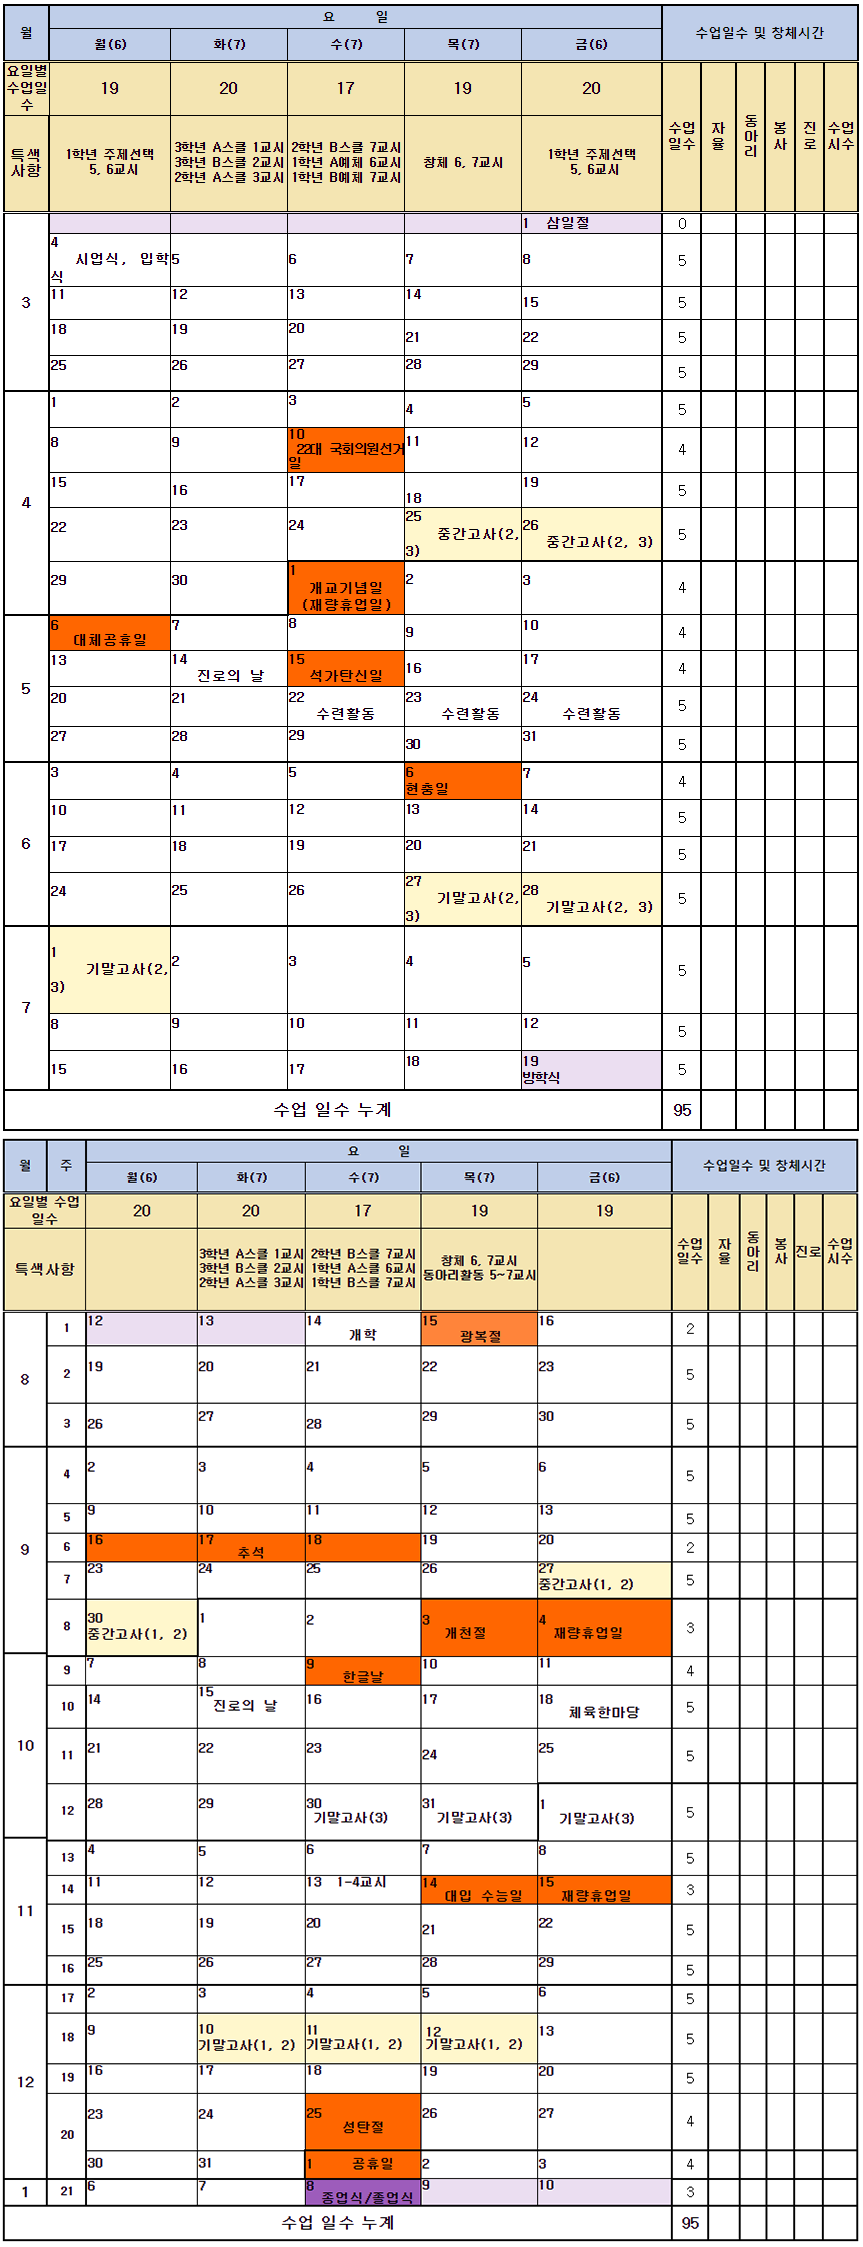 월 요 일 수업일수 및 창체시간
월(6) 화(7) 수(7) 목(7) 금(6)
요일별 수업일수 19 20 17 19 20 수업일수 자율 동아리 봉사 진로 수업시수
특색사항 1학년 주제선택 5, 6교시 3학년 A스쿨 1교시 3학년 B스쿨 2교시 2학년 A스쿨 3교시 2학년 B스쿨 7교시 1학년 A예체 6교시 1학년 B예체 7교시 창체 6, 7교시 1학년 주제선택 5, 6교시
3 1 삼일절 0
4 시업식, 입학식 5 6 7 8 5
11 12 13 14 15 5
18 19 20 21 22 5
25 26 27 28 29 5
4 1 2 3 4 5 5
8 9 10 22대 국회의원선거일 11 12 4
15 16 17 18 19 5
22 23 24 25 중간고사(2, 3) 26 중간고사(2, 3) 5
29 30 1 개교기념일 (재량휴업일) 2 3 4
5 6 대체공휴일 7 8 9 10 4
13 14 진로의 날 15 석가탄신일 16 17 4
20 21 22 수련활동 23 수련활동 24 수련활동 5
27 28 29 30 31 5
6 3 4 5 6 현충일 7 4
10 11 12 13 14 5
17 18 19 20 21 5
24 25 26 27 기말고사(2, 3) 28 기말고사(2, 3) 5
7 1 기말고사(2, 3) 2 3 4 5 5
8 9 10 11 12 5
15 16 17 18 19 방학식 5
수업 일수 누계 95
월 주 요 일 수업일수 및 창체시간
월(6) 화(7) 수(7) 목(7) 금(6)
요일별 수업일수 20 20 17 19 19 수업일수 자율 동아리 봉사 진로 수업시수
특색사항 3학년 A스쿨 1교시 3학년 B스쿨 2교시 2학년 A스쿨 3교시 2학년 B스쿨 7교시 1학년 A스쿨 6교시 1학년 B스쿨 7교시 창체 6, 7교시 동아리활동 5~7교시
8 1 12 13 14 개학 15 광복절 16 2
2 19 20 21 22 23 5
3 26 27 28 29 30 5
9 4 2 3 4 5 6 5
5 9 10 11 12 13 5
6 16 17 추석 18 19 20 2
7 23 24 25 26 27 중간고사(1, 2) 5
8 30 중간고사(1, 2) 1 2 3 개천절 4 재량휴업일 3
10 9 7 8 9 한글날 10 11 4
10 14 15 진로의 날 16 17 18 체육한마당 5
11 21 22 23 24 25 5
12 28 29 30 기말고사(3) 31 기말고사(3) 1 기말고사(3) 5
11 13 4 5 6 7 8 5
14 11 12 13 1-4교시 14 대입 수능일 15 재량휴업일 3
15 18 19 20 21 22 5
16 25 26 27 28 29 5
12 17 2 3 4 5 6 5
18 9 10 기말고사(1, 2) 11 기말고사(1, 2) 12 기말고사(1, 2) 13 5
19 16 17 18 19 20 5
20 23 24 25 성탄절 26 27 4
30 31 1 공휴일 2 3 4
1 21 6 7 8 종업식/졸업식 9 10 3
수업 일수 누계 95